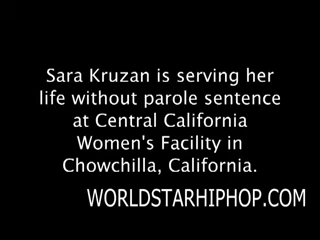 Sara Kruzan is serving her
life without parole sentence
at Central California
Women's Facility in
Chowchilla, California.
WORLDSTARHIPHOP.COM